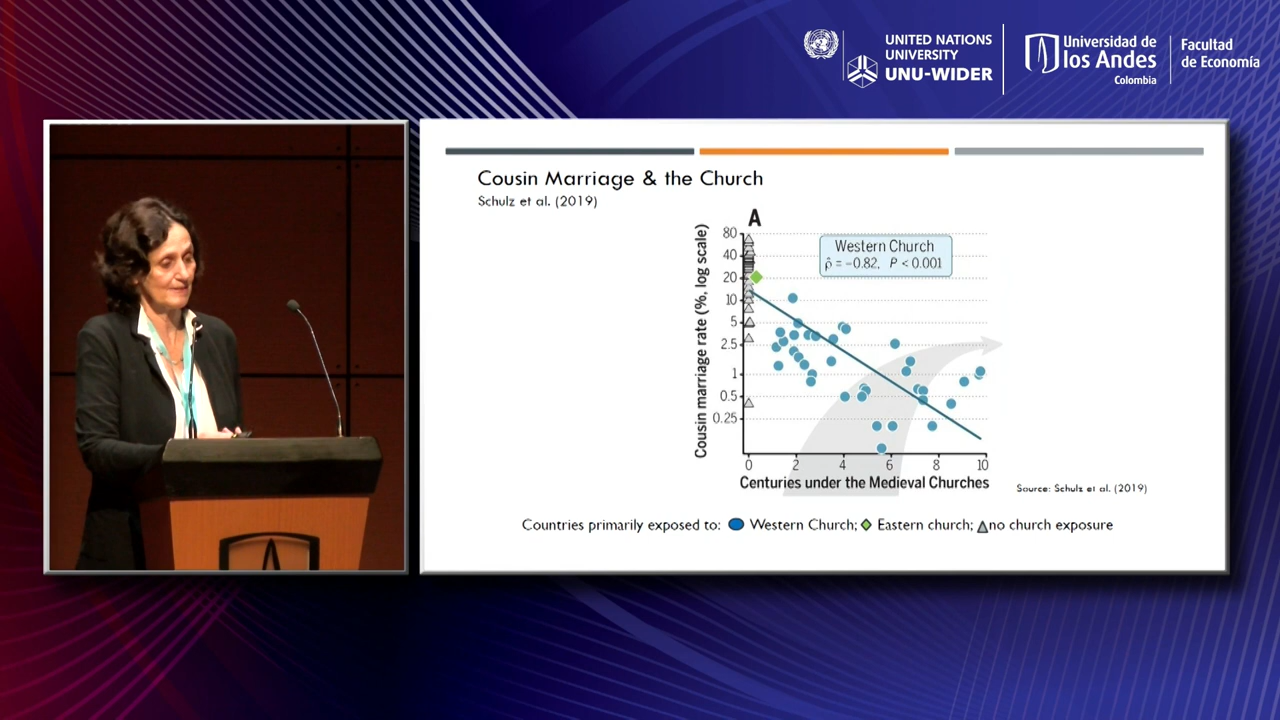 UNITED NATIONS
UNIVERSITY
UNU-WIDER
Universidad de
los Andes
Colombia
Facultad
de Economía
Cousin Marriage & the Church
Schulz et al. (2019)
A
Cousin marriage rate (%, log scale)
80
40
20
10
5
2.5
1
0.5
0.25
Western Church
ρ̂ = −0.82, P < 0.001
0 2 4 6 8 10
Centuries under the Medieval Churches
Source: Schulz et al. (2019)
Countries primarily exposed to: Western Church; Eastern church; no church exposure